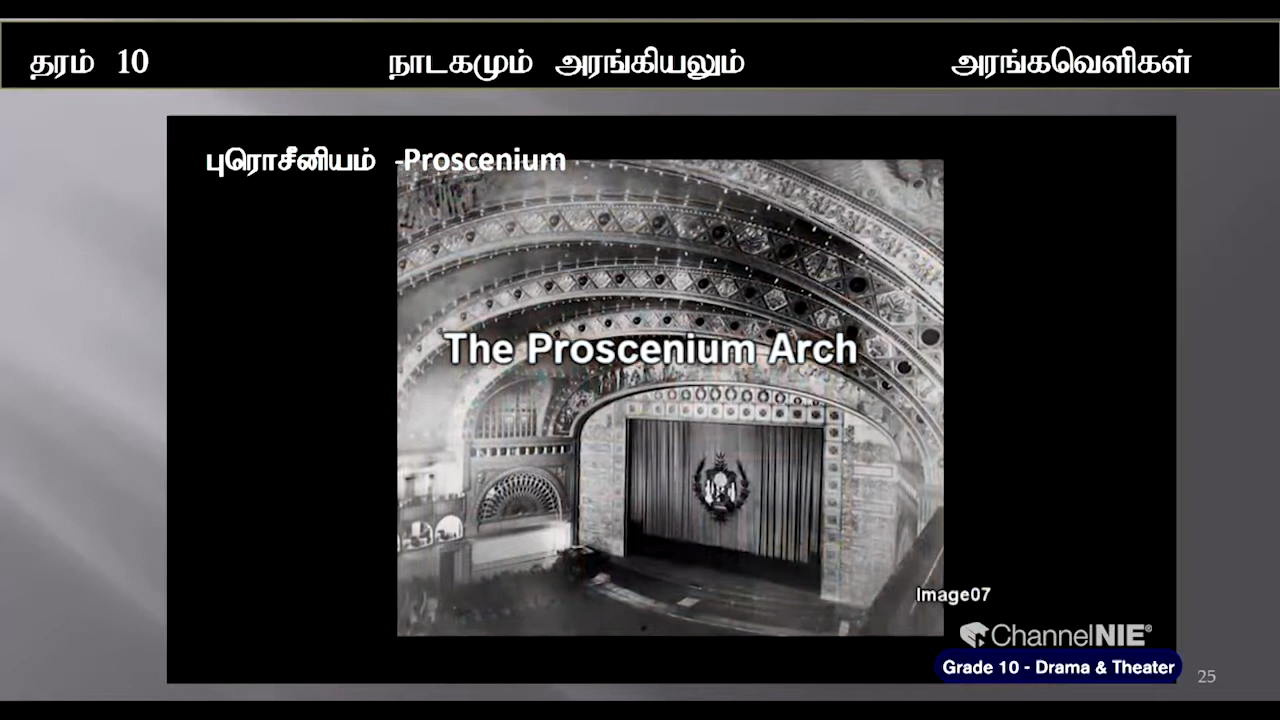 தரம் 10 நாடகமும் அரங்கியலும் அரங்கவெளிகள்
புரொசீனியம் -Proscenium
The Proscenium Arch
Image07
ChannelNIE®
Grade 10 - Drama & Theater
25